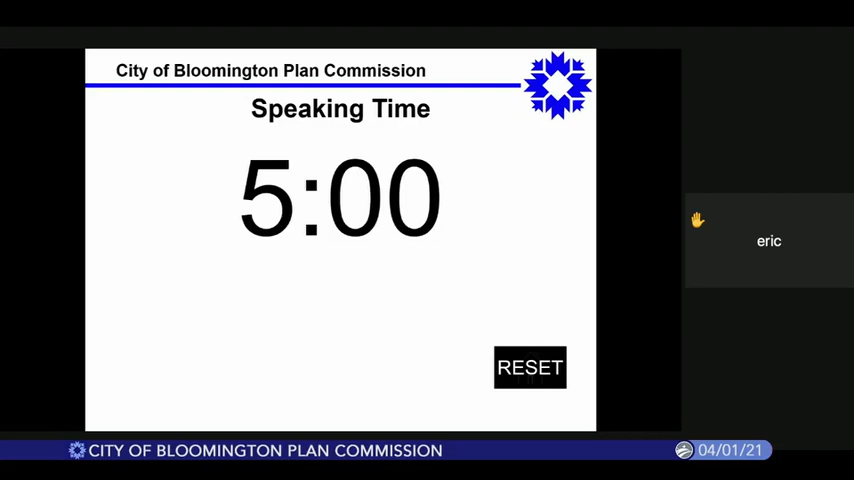 City of Bloomington Plan Commission
Speaking Time
5:00
eric
RESET
CITY OF BLOOMINGTON PLAN COMMISSION
04/01/21